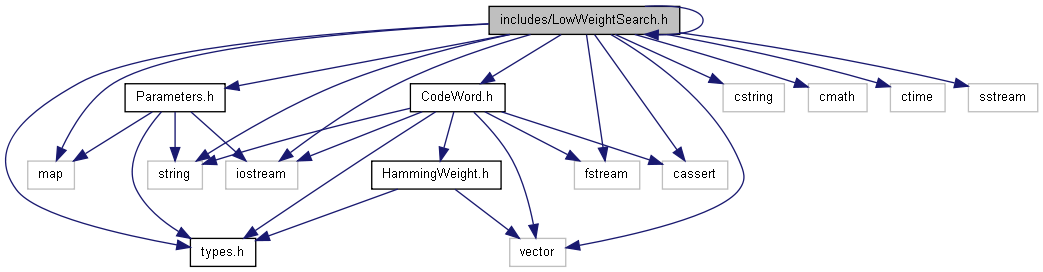 includes/LowWeightSearch.h
Parameters.h
CodeWord.h
cstring
cmath
ctime
sstream
map
string
iostream
HammingWeight.h
fstream
cassert
types.h
vector